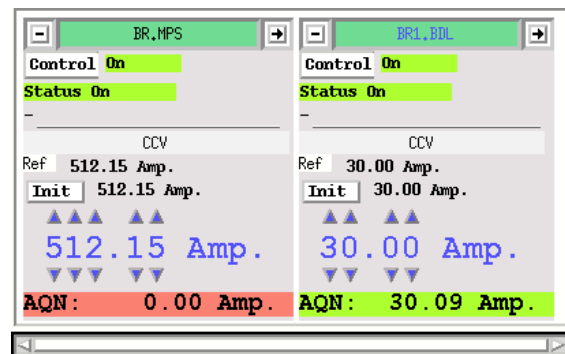 BR.MPS
Control On
Status On
-
CCV
Ref 512.15 Amp.
Init 512.15 Amp.
512.15 Amp.
AQN: 0.00 Amp.
BR1.BDL
Control On
Status On
CCV
Ref 30.00 Amp.
Init 30.00 Amp.
30.00 Amp.
AQN: 30.09 Amp.